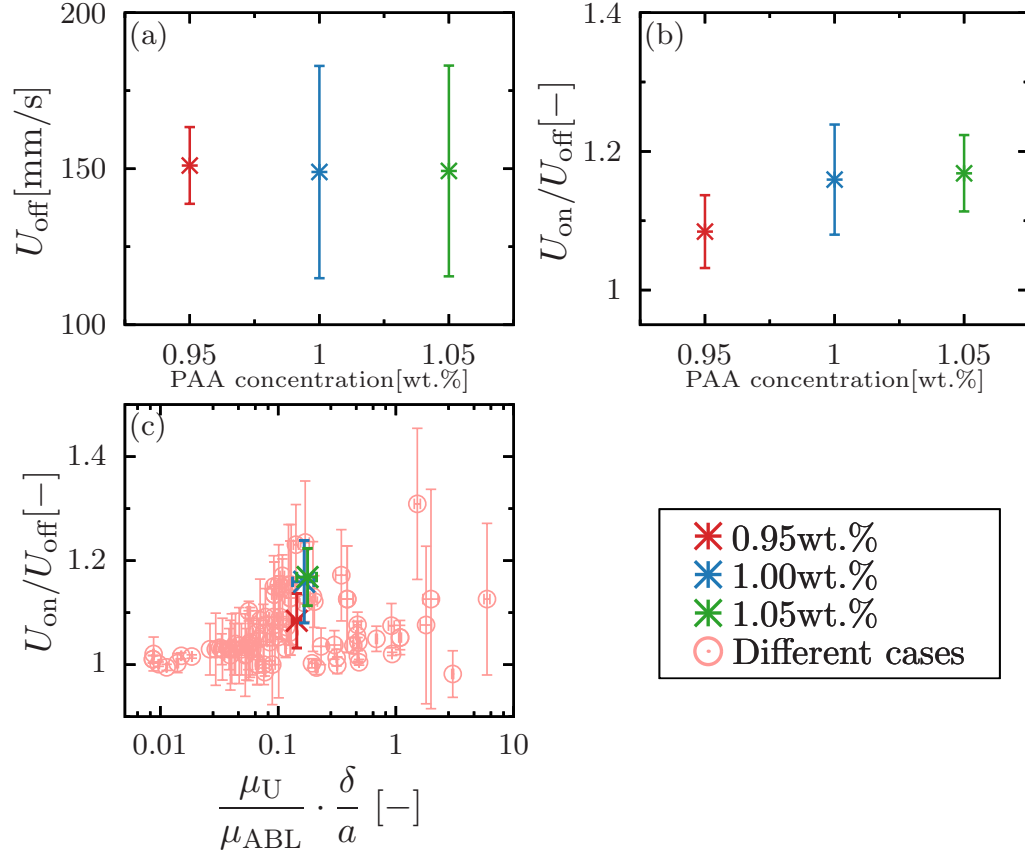 (a)
200
150
100
U_off[mm/s]
0.95 1 1.05
PAA concentration[wt.%]
(b)
1.4
1.2
1
U_on/U_off[−]
0.95 1 1.05
PAA concentration[wt.%]
(c)
1.4
1.2
1
U_on/U_off[−]
0.01 0.1 1 10
μ_U/μ_ABL · δ/a [−]
0.95wt.%
1.00wt.%
1.05wt.%
Different cases